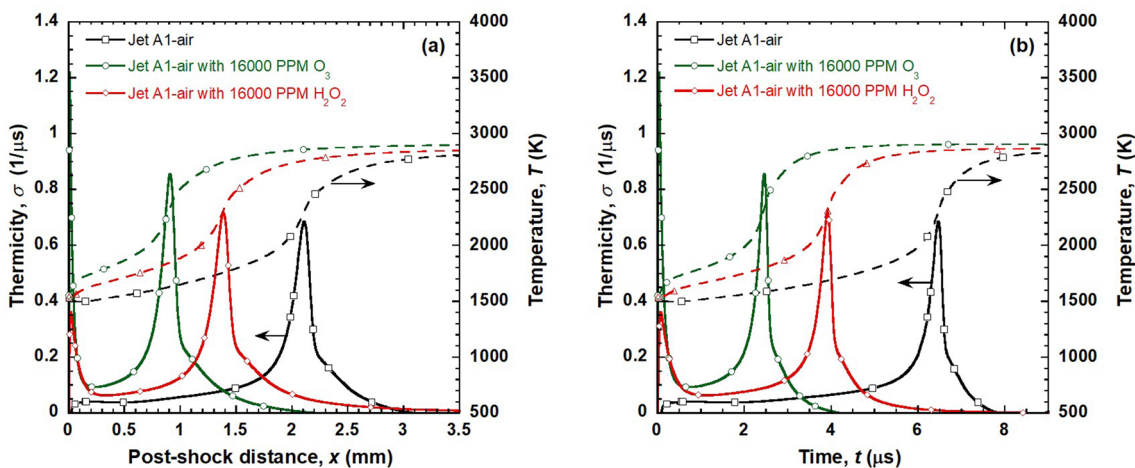 1.4
1.2
1
0.8
0.6
0.4
0.2
0
Thermicity, σ (1/μs)
4000
3500
3000
2500
2000
1500
1000
500
Temperature, T (K)
(a)
Jet A1-air
Jet A1-air with 16000 PPM O₃
Jet A1-air with 16000 PPM H₂O₂
0 0.5 1 1.5 2 2.5 3 3.5
Post-shock distance, x (mm)
1.4
1.2
1
0.8
0.6
0.4
0.2
0
Thermicity, σ (1/μs)
4000
3500
3000
2500
2000
1500
1000
500
Temperature, T (K)
(b)
Jet A1-air
Jet A1-air with 16000 PPM O₃
Jet A1-air with 16000 PPM H₂O₂
0 2 4 6 8
Time, t (μs)